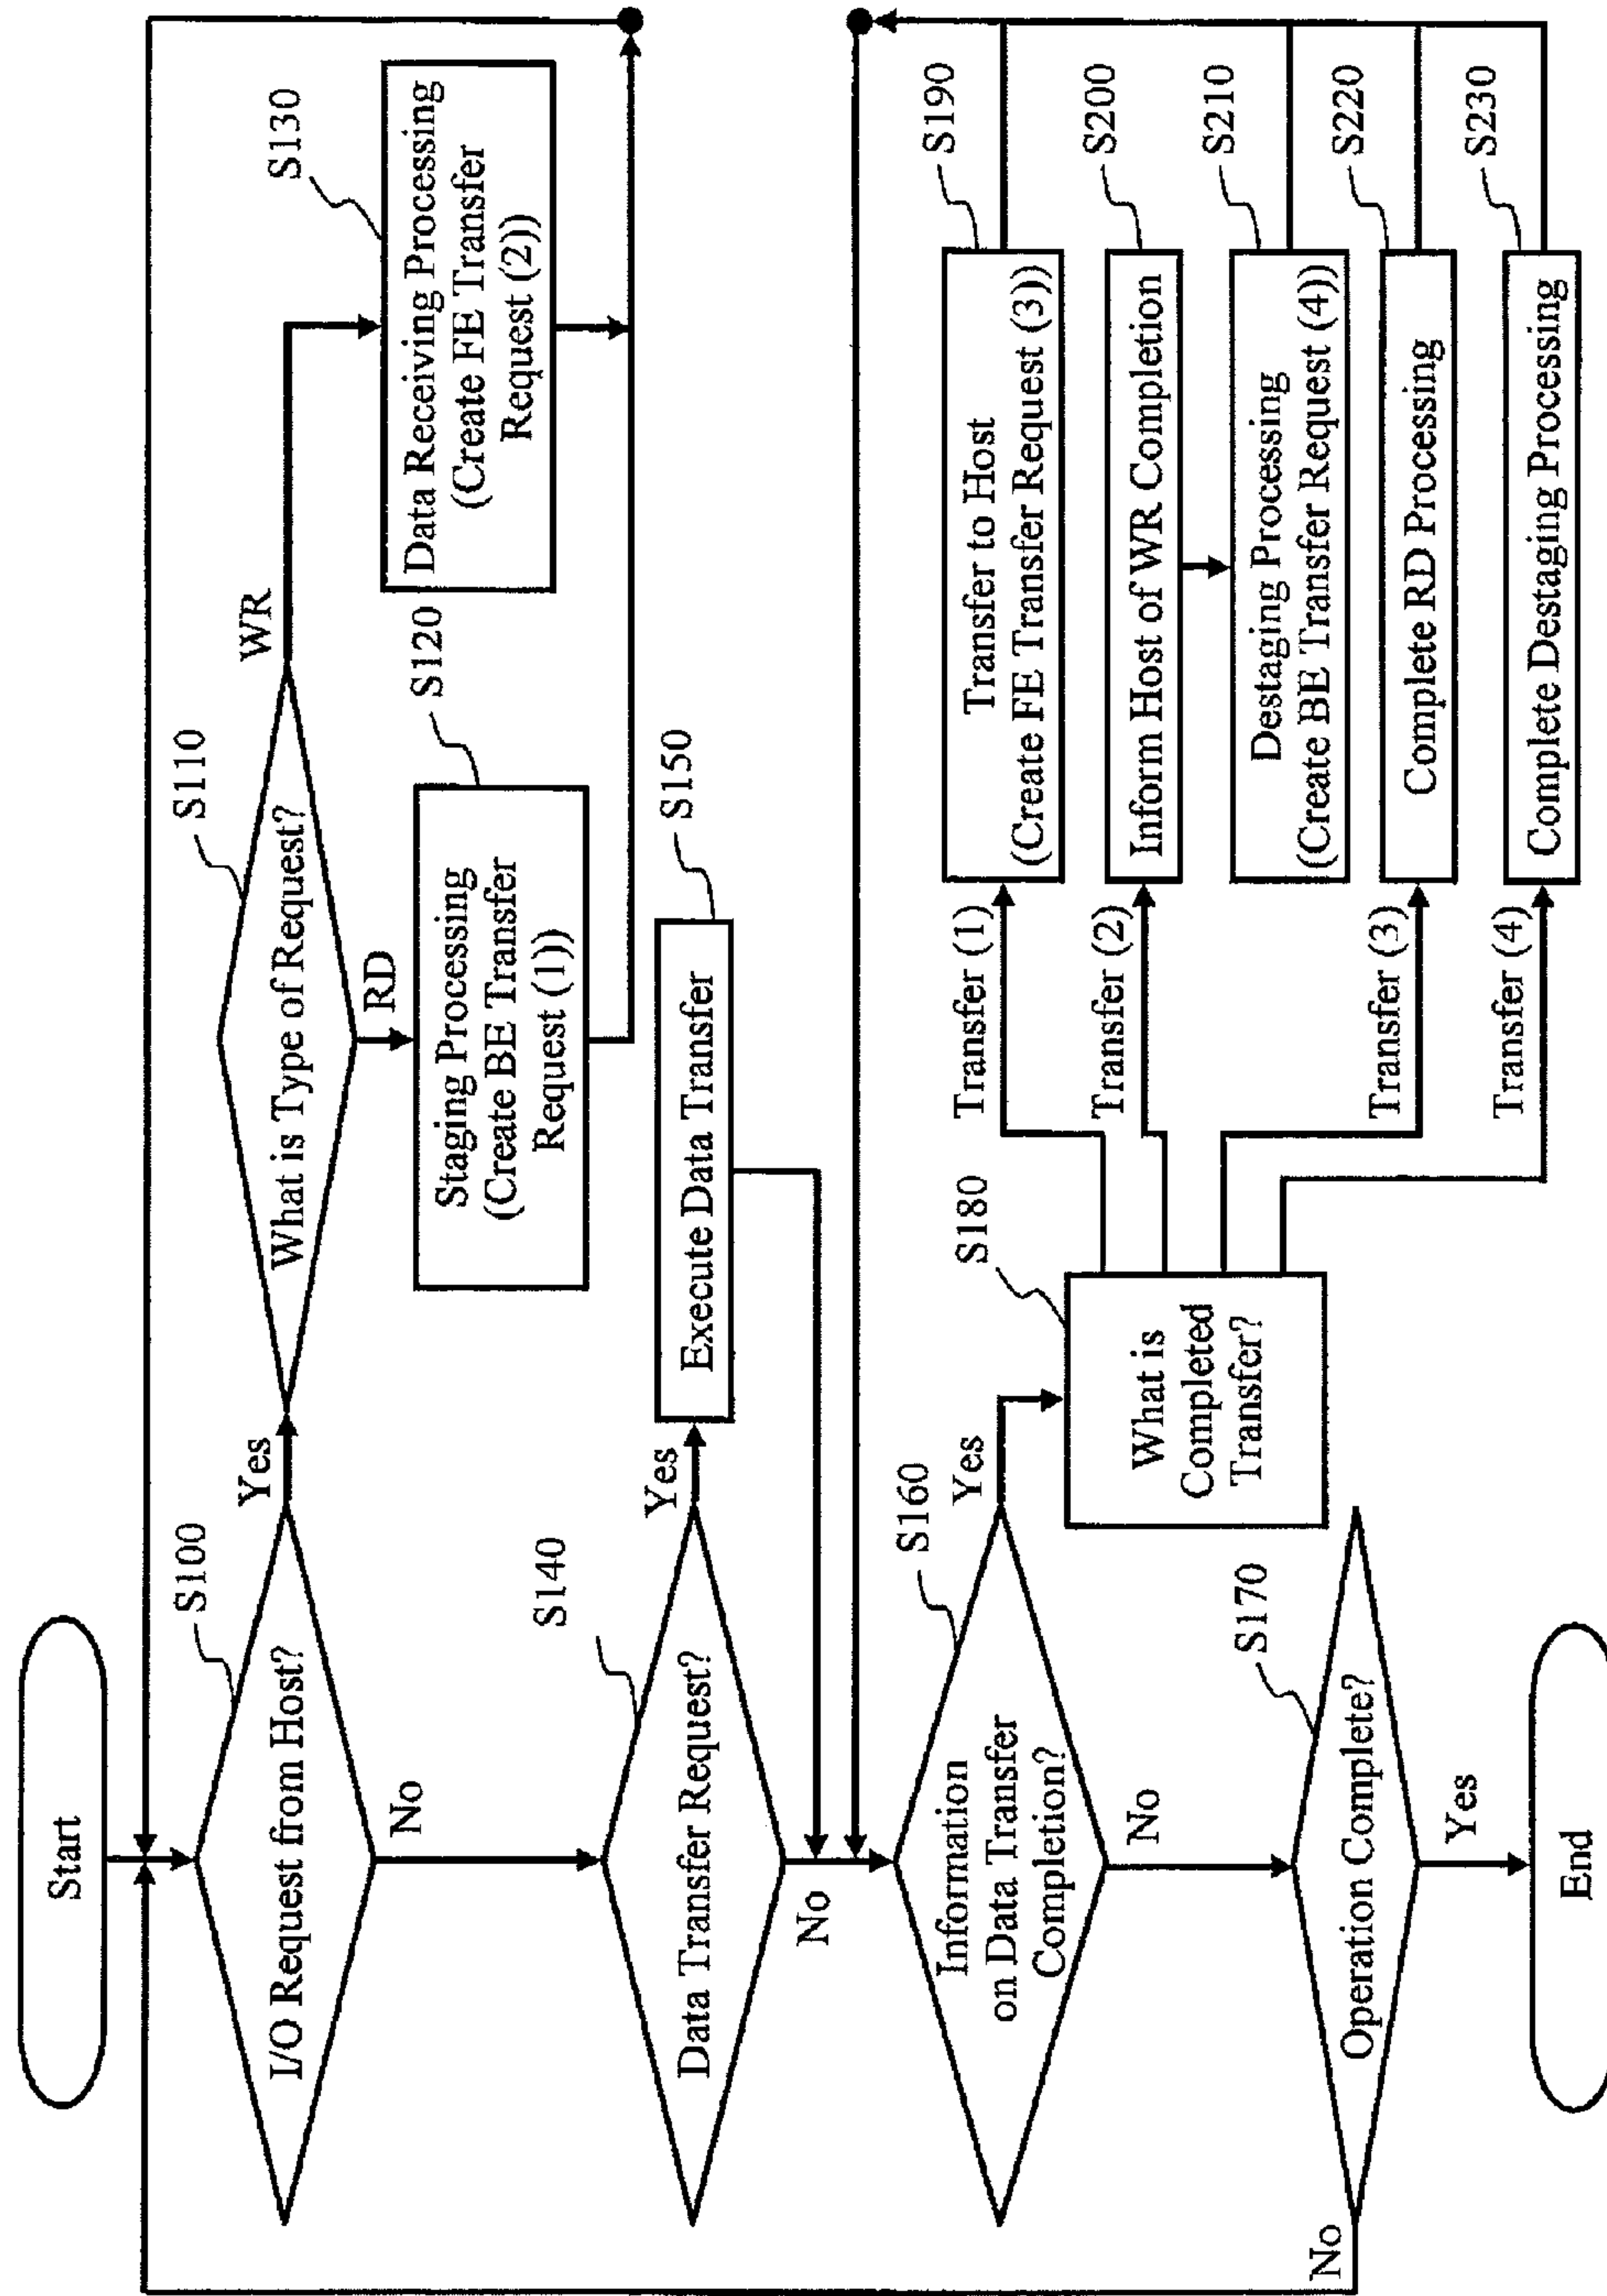 Start
S100
I/O Request from Host?
Yes
No
S110
What is Type of Request?
WR
RD
S120
Staging Processing
(Create BE Transfer
Request (1))
S130
Data Receiving Processing
(Create FE Transfer
Request (2))
S140
Data Transfer Request?
Yes
No
S150
Execute Data Transfer
S160
Information
on Data Transfer
Completion?
Yes
No
S170
Operation Complete?
No
Yes
End
S180
What is
Completed
Transfer?
Transfer (1)
Transfer (2)
Transfer (3)
Transfer (4)
S190
Transfer to Host
(Create FE Transfer Request (3))
S200
Inform Host of WR Completion
S210
Destaging Processing
(Create BE Transfer Request (4))
S220
Complete RD Processing
S230
Complete Destaging Processing